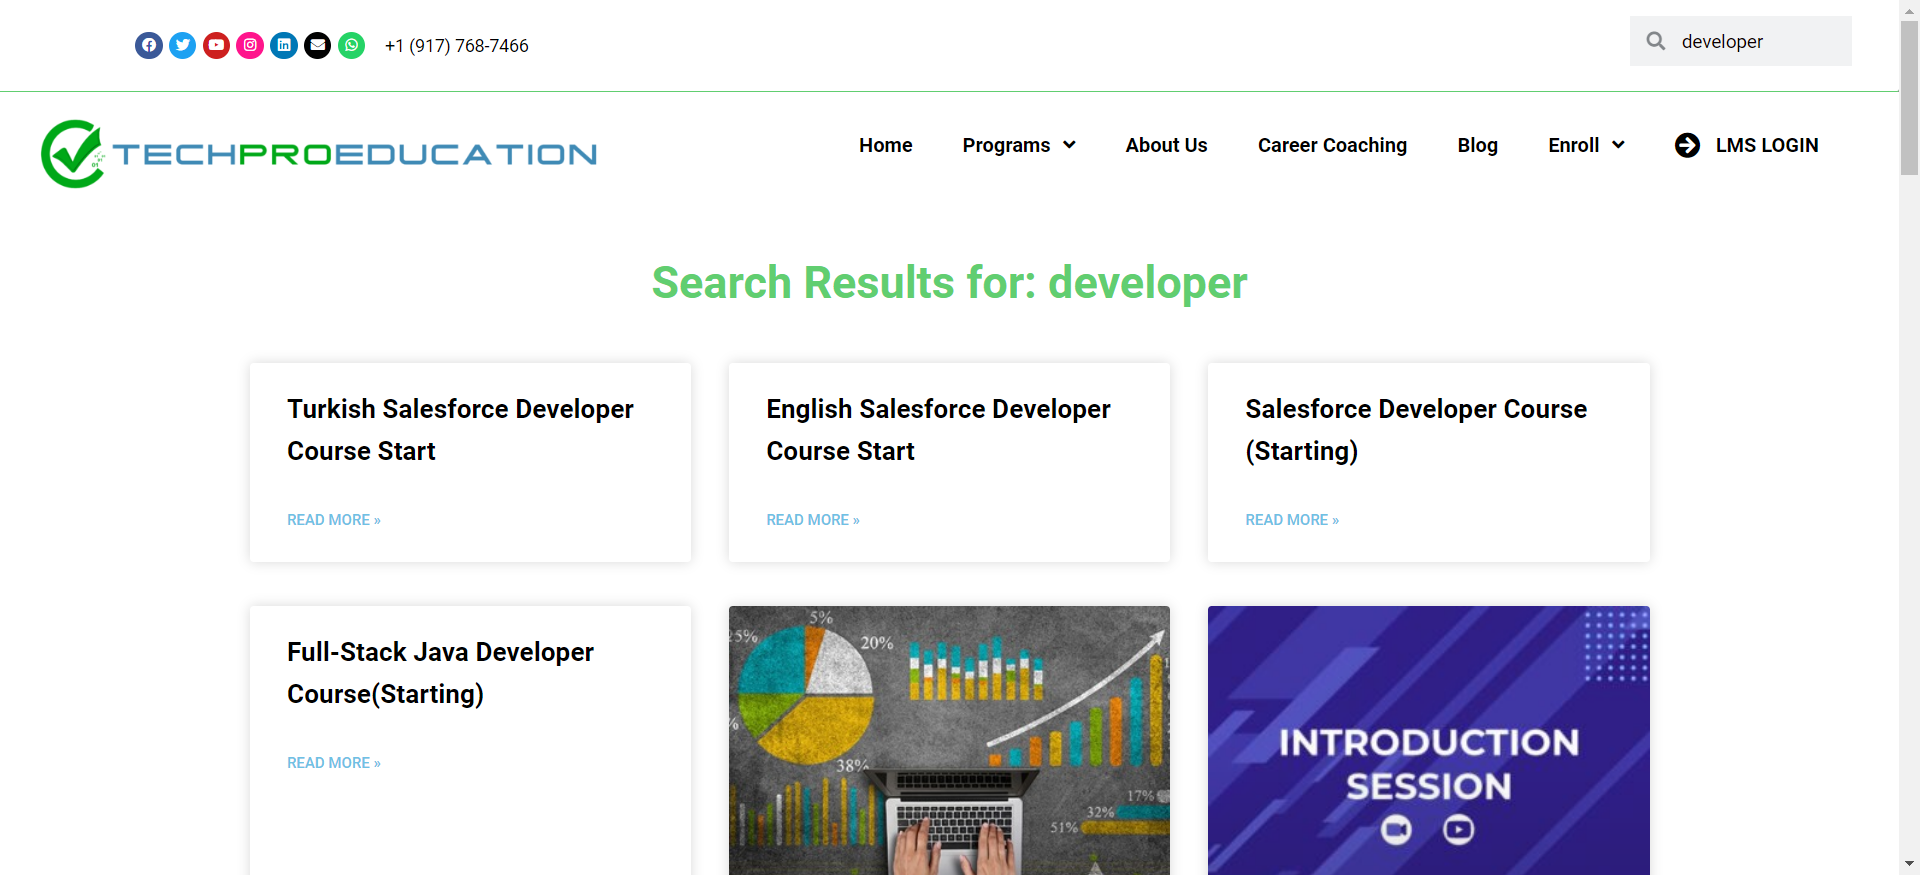 +1 (917) 768-7466
developer
TECHPROEDUCATION
Home
Programs
About Us
Career Coaching
Blog
Enroll
LMS LOGIN
Search Results for: developer
Turkish Salesforce Developer
Course Start
READ MORE »
English Salesforce Developer
Course Start
READ MORE »
Salesforce Developer Course
(Starting)
READ MORE »
Full-Stack Java Developer
Course(Starting)
READ MORE »
5%
25%
20%
38%
17%
32%
51%
INTRODUCTION
SESSION